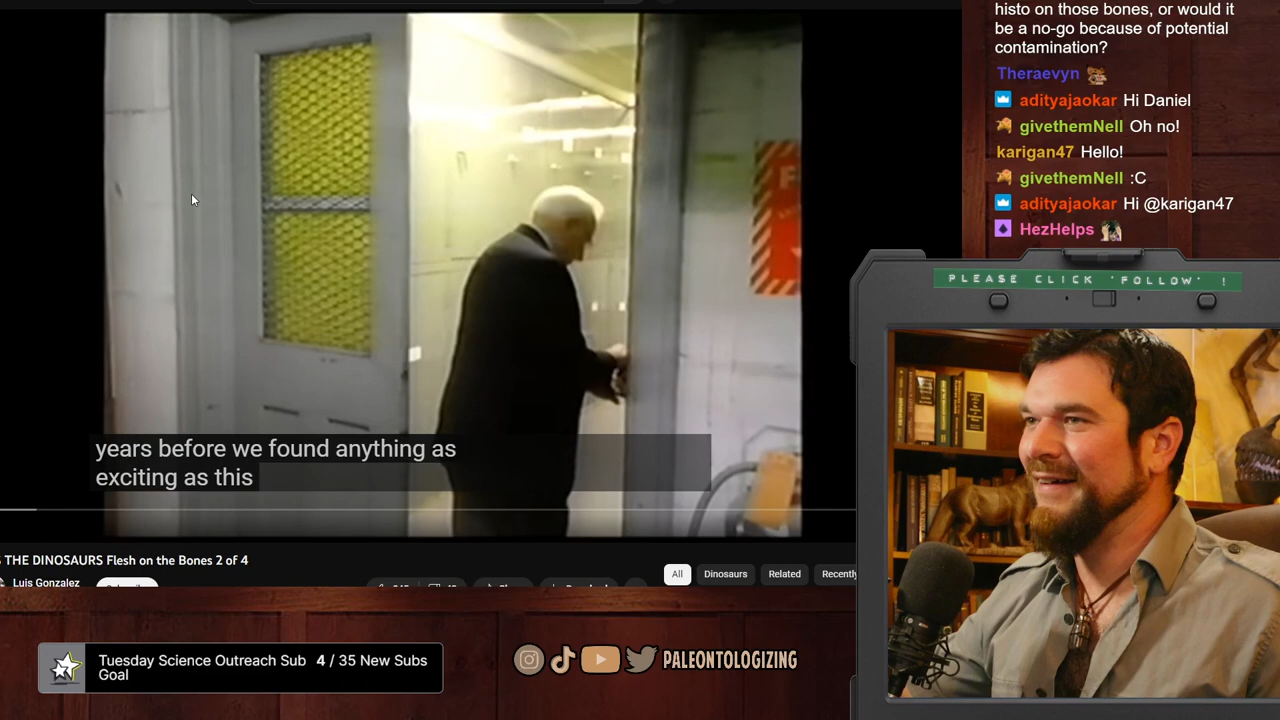 histo on those bones, or would it
be a no-go because of potential
contamination?
Theraevyn
adityajaokar Hi Daniel
givethemNell Oh no!
karigan47 Hello!
givethemNell :C
adityajaokar Hi @karigan47
HezHelps
PLEASE CLICK 'FOLLOW' !
F
years before we found anything as
exciting as this
THE DINOSAURS Flesh on the Bones 2 of 4
Luis Gonzalez
All Dinosaurs Related Recently
Tuesday Science Outreach Sub 4 / 35 New Subs
Goal
PALEONTOLOGIZING